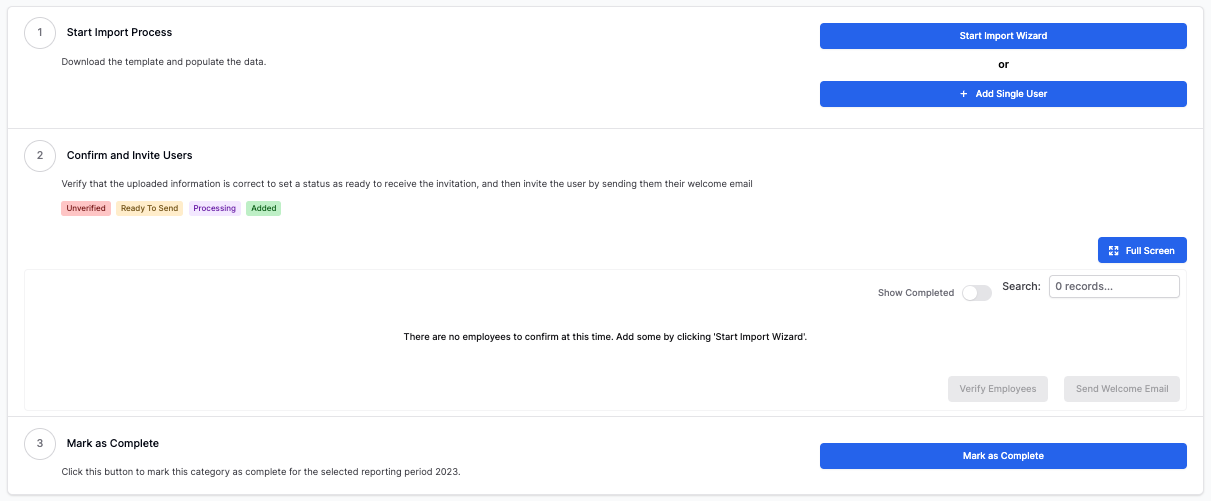 1
Start Import Process
Start Import Wizard
Download the template and populate the data.
or
+ Add Single User
2
Confirm and Invite Users
Verify that the uploaded information is correct to set a status as ready to receive the invitation, and then invite the user by sending them their welcome email
Unverified Ready To Send Processing Added
Full Screen
Show Completed Search: 0 records...
There are no employees to confirm at this time. Add some by clicking 'Start Import Wizard'.
Verify Employees Send Welcome Email
3
Mark as Complete
Mark as Complete
Click this button to mark this category as complete for the selected reporting period 2023.